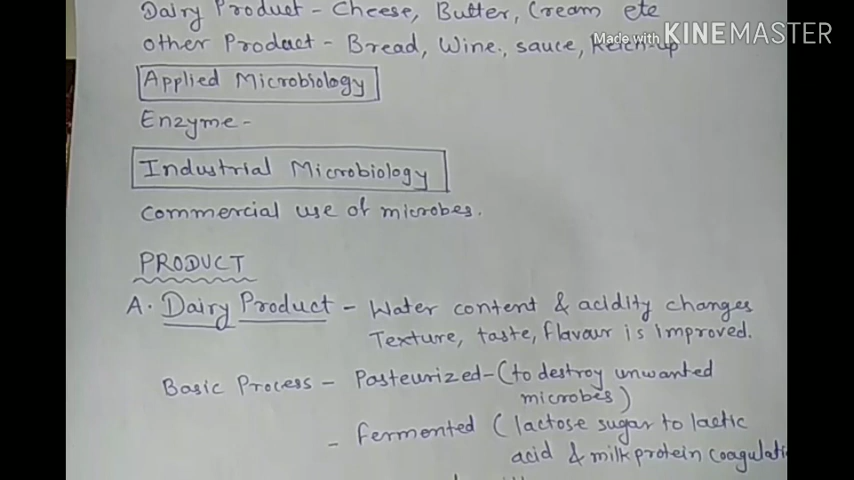 Dairy Product - Cheese, Butter, Cream etc
other Product - Bread, Wine, sauce, Ketchup
Made with KINEMASTER
Applied Microbiology
Enzyme -
Industrial Microbiology
commercial use of microbes.
PRODUCT
A. Dairy Product - Water content & acidity changes
Texture, taste, flavour is improved.
Basic Process - Pasteurized - (to destroy unwanted
microbes)
- fermented (lactose sugar to lactic
acid & milk protein coagulati